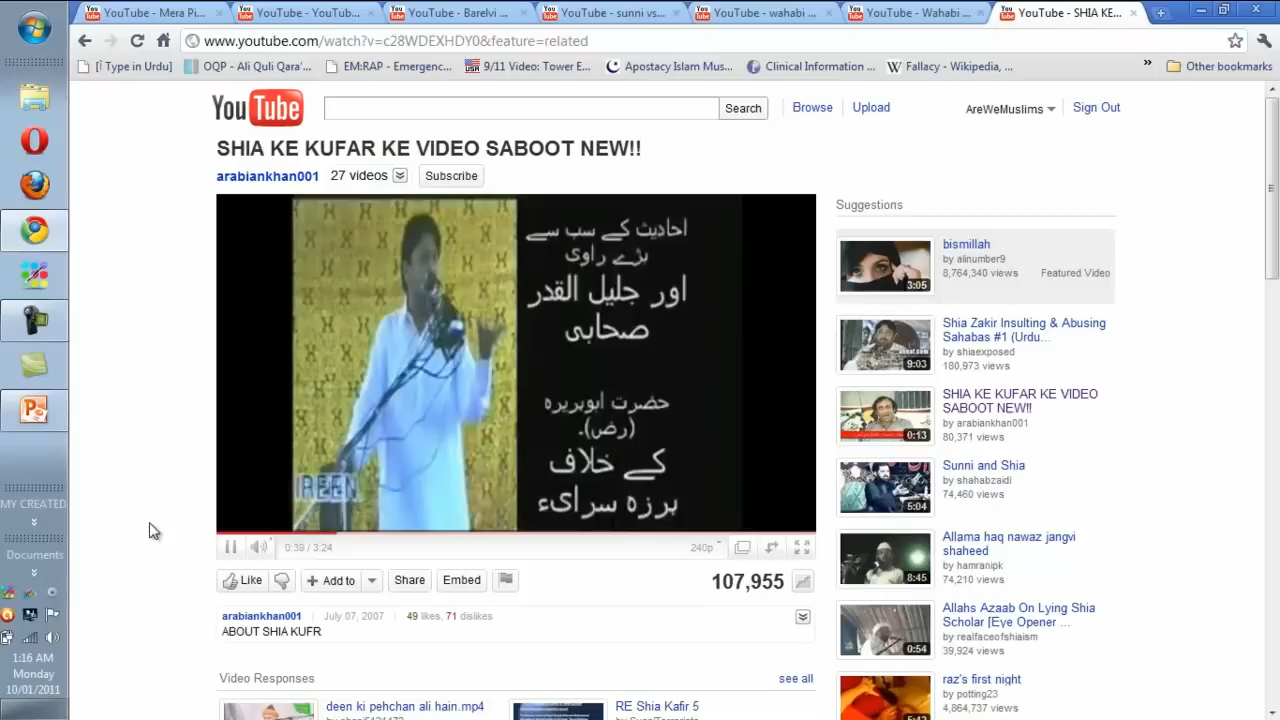 YouTube - Mera Pi...
YouTube - YouTube...
YouTube - Barelvi ...
YouTube - sunni vs...
YouTube - wahabi ...
YouTube - Wahabi ...
YouTube - SHIA KE...
www.youtube.com/watch?v=c28WDEXHDY0&feature=related
[ Type in Urdu]
OQP - Ali Quli Qara'...
EM:RAP - Emergenc...
9/11 Video: Tower E...
Apostacy Islam Mus...
Clinical Information ...
Fallacy - Wikipedia, ...
Other bookmarks
YouTube
Search
Browse
Upload
AreWeMuslims
Sign Out
SHIA KE KUFAR KE VIDEO SABOOT NEW!!
arabiankhan001 27 videos Subscribe
احادیث کے سب سے
بڑے راوی
اور جلیل القدر
صحابی
حضرت ابوہریرہ
(رض)۔
کے خلاف
ہرزہ سرایء
0:39 / 3:24
240p
Like
Add to
Share
Embed
107,955
arabiankhan001 July 07, 2007 49 likes, 71 dislikes
ABOUT SHIA KUFR
Video Responses see all
deen ki pehchan ali hain.mp4
RE Shia Kafir 5
Suggestions
bismillah
by alinumber9
8,764,340 views Featured Video
3:05
Shia Zakir Insulting & Abusing
Sahabas #1 (Urdu...
by shiaexposed
180,973 views
9:03
SHIA KE KUFAR KE VIDEO
SABOOT NEW!!
by arabiankhan001
80,371 views
0:13
Sunni and Shia
by shahabzaidi
74,460 views
5:04
Allama haq nawaz jangvi
shaheed
by hamranipk
74,210 views
8:45
Allahs Azaab On Lying Shia
Scholar [Eye Opener ...
by realfaceofshiaism
39,924 views
0:54
raz's first night
by potting23
4,864,737 views
MY CREATED
Documents
1:16 AM
Monday
10/01/2011